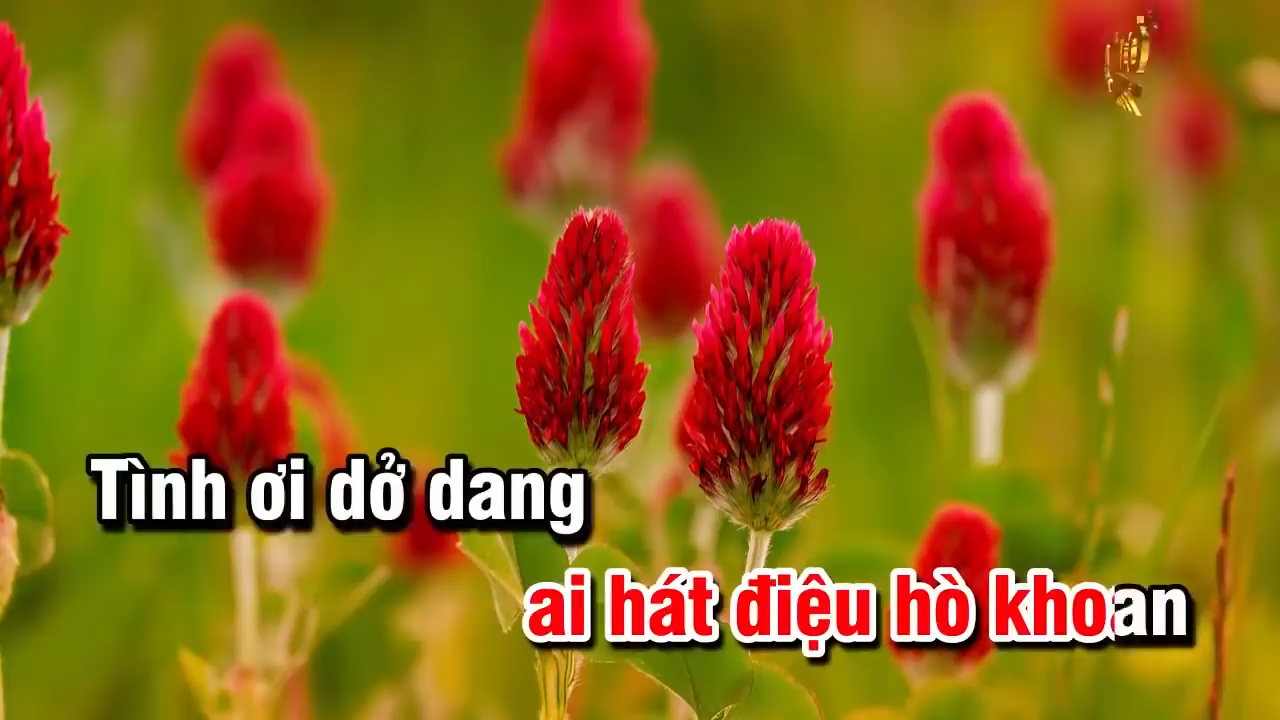 Tình ơi dở dang
ai hát điệu hò khoan